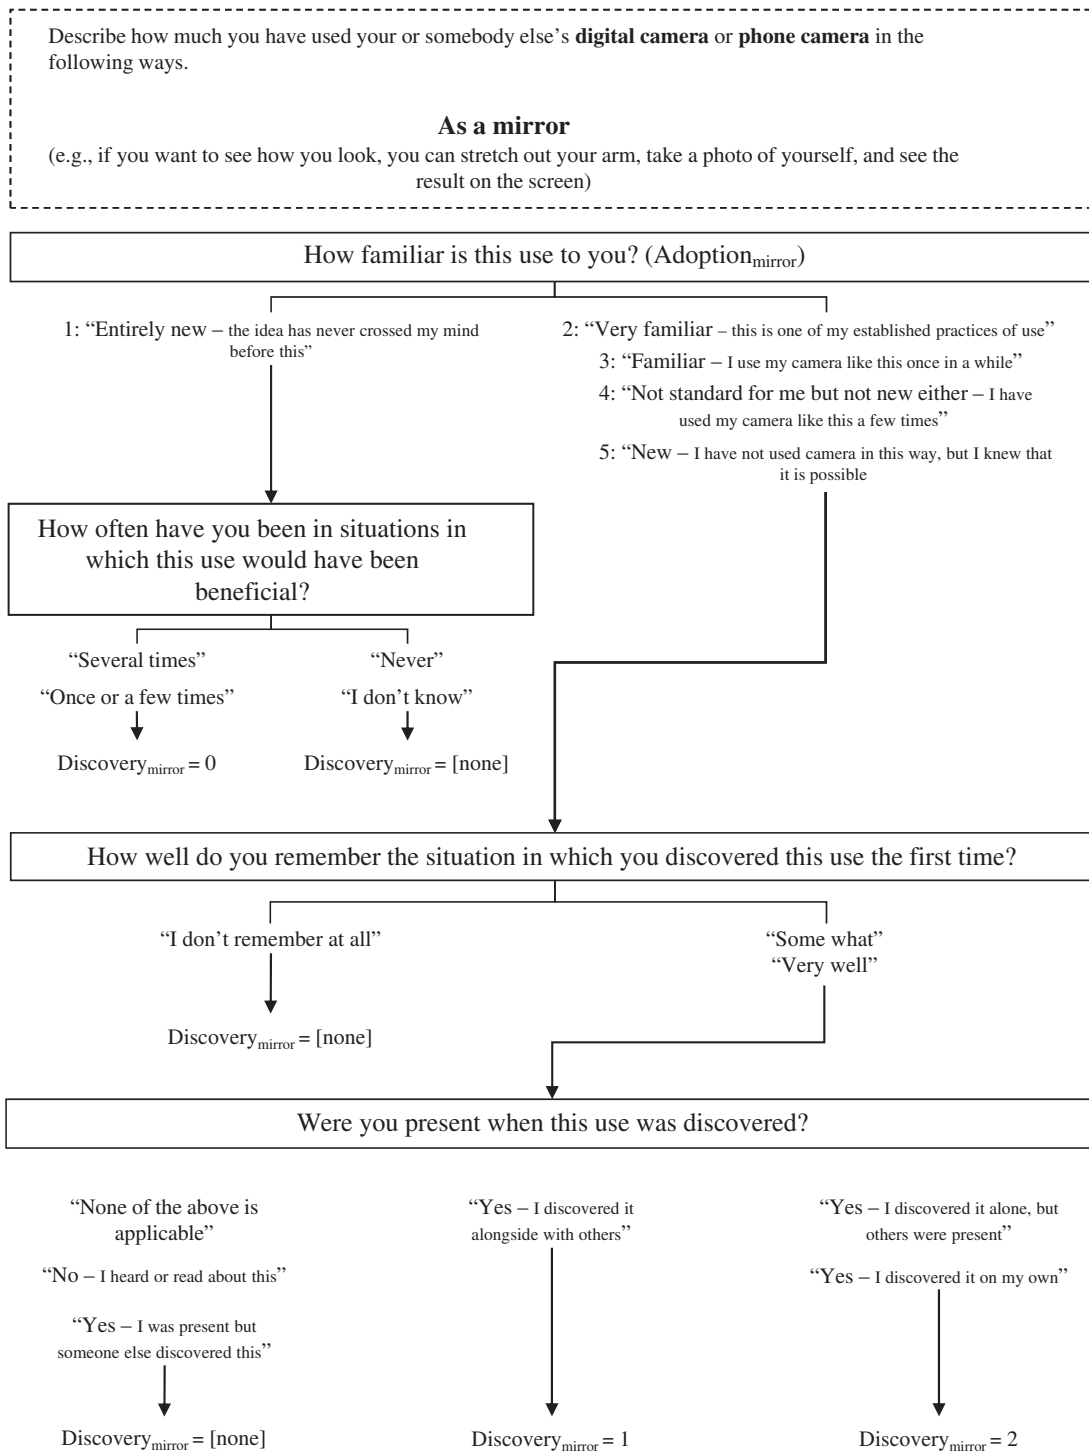 Describe how much you have used your or somebody else’s digital camera or phone camera in the
following ways.
As a mirror
(e.g., if you want to see how you look, you can stretch out your arm, take a photo of yourself, and see the
result on the screen)
How familiar is this use to you? (Adoptionmirror)
1: “Entirely new – the idea has never crossed my mind
before this”
2: “Very familiar – this is one of my established practices of use”
3: “Familiar – I use my camera like this once in a while”
4: “Not standard for me but not new either – I have
used my camera like this a few times”
5: “New – I have not used camera in this way, but I knew that
it is possible
How often have you been in situations in
which this use would have been
beneficial?
“Several times”
“Once or a few times”
Discoverymirror = 0
“Never”
“I don’t know”
Discoverymirror = [none]
How well do you remember the situation in which you discovered this use the first time?
“I don’t remember at all”
Discoverymirror = [none]
“Some what”
“Very well”
Were you present when this use was discovered?
“None of the above is
applicable”
“No – I heard or read about this”
“Yes – I was present but
someone else discovered this”
Discoverymirror = [none]
“Yes – I discovered it
alongside with others”
Discoverymirror = 1
“Yes – I discovered it alone, but
others were present”
“Yes – I discovered it on my own”
Discoverymirror = 2